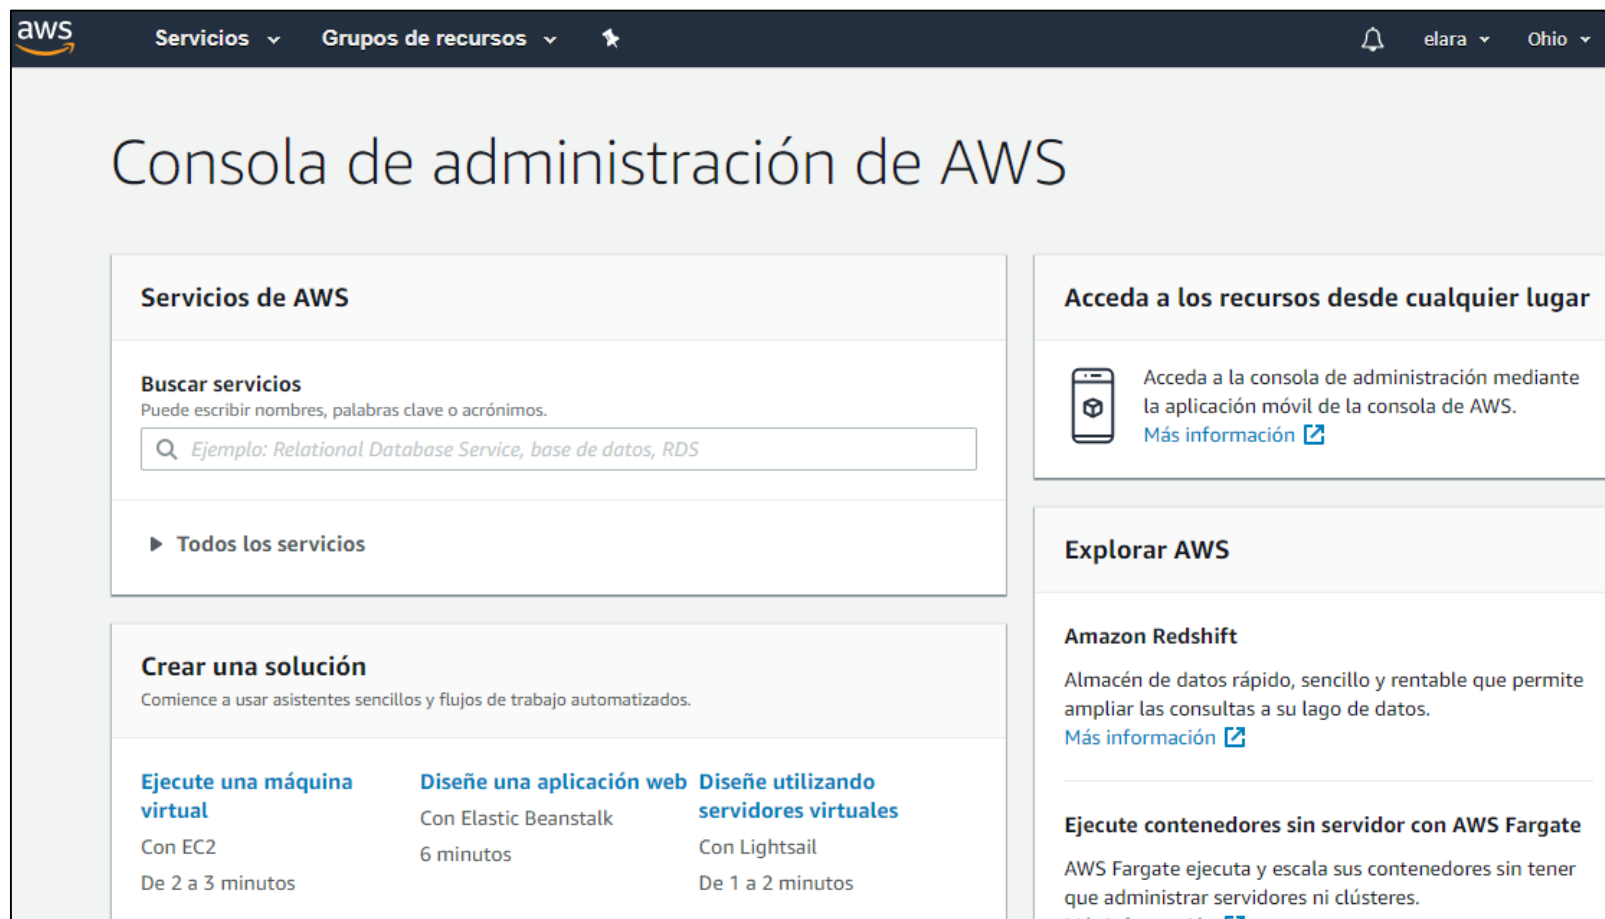 aws
Servicios
Grupos de recursos
elara
Ohio
Consola de administración de AWS
Servicios de AWS
Buscar servicios
Puede escribir nombres, palabras clave o acrónimos.
Ejemplo: Relational Database Service, base de datos, RDS
Todos los servicios
Crear una solución
Comience a usar asistentes sencillos y flujos de trabajo automatizados.
Ejecute una máquina
virtual
Con EC2
De 2 a 3 minutos
Diseñe una aplicación web
Con Elastic Beanstalk
6 minutos
Diseñe utilizando
servidores virtuales
Con Lightsail
De 1 a 2 minutos
Acceda a los recursos desde cualquier lugar
Acceda a la consola de administración mediante
la aplicación móvil de la consola de AWS.
Más información
Explorar AWS
Amazon Redshift
Almacén de datos rápido, sencillo y rentable que permite
ampliar las consultas a su lago de datos.
Más información
Ejecute contenedores sin servidor con AWS Fargate
AWS Fargate ejecuta y escala sus contenedores sin tener
que administrar servidores ni clústeres.